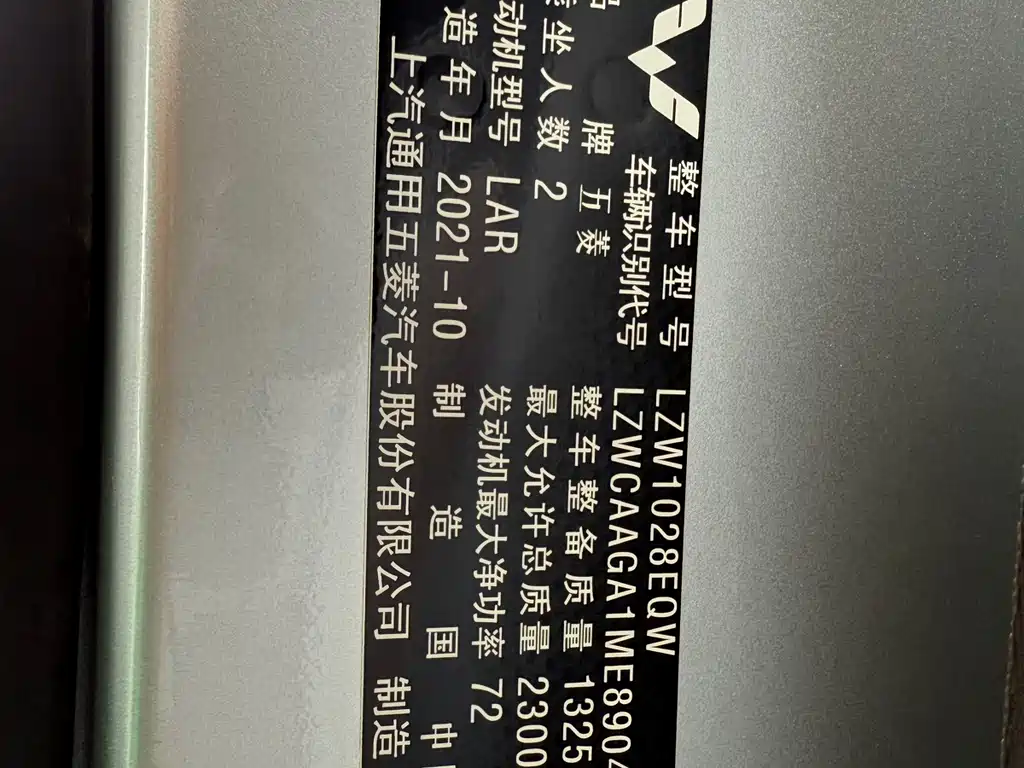 整车型号 LZW1028EQW
车辆识别代号 LZWCAAGA1ME8904
品牌 五菱 整车整备质量 1325
乘坐人数 2 最大允许总质量 2300
动机型号 LAR 发动机最大净功率 72
造年月 2021-10 制造国 中
上汽通用五菱汽车股份有限公司 制造